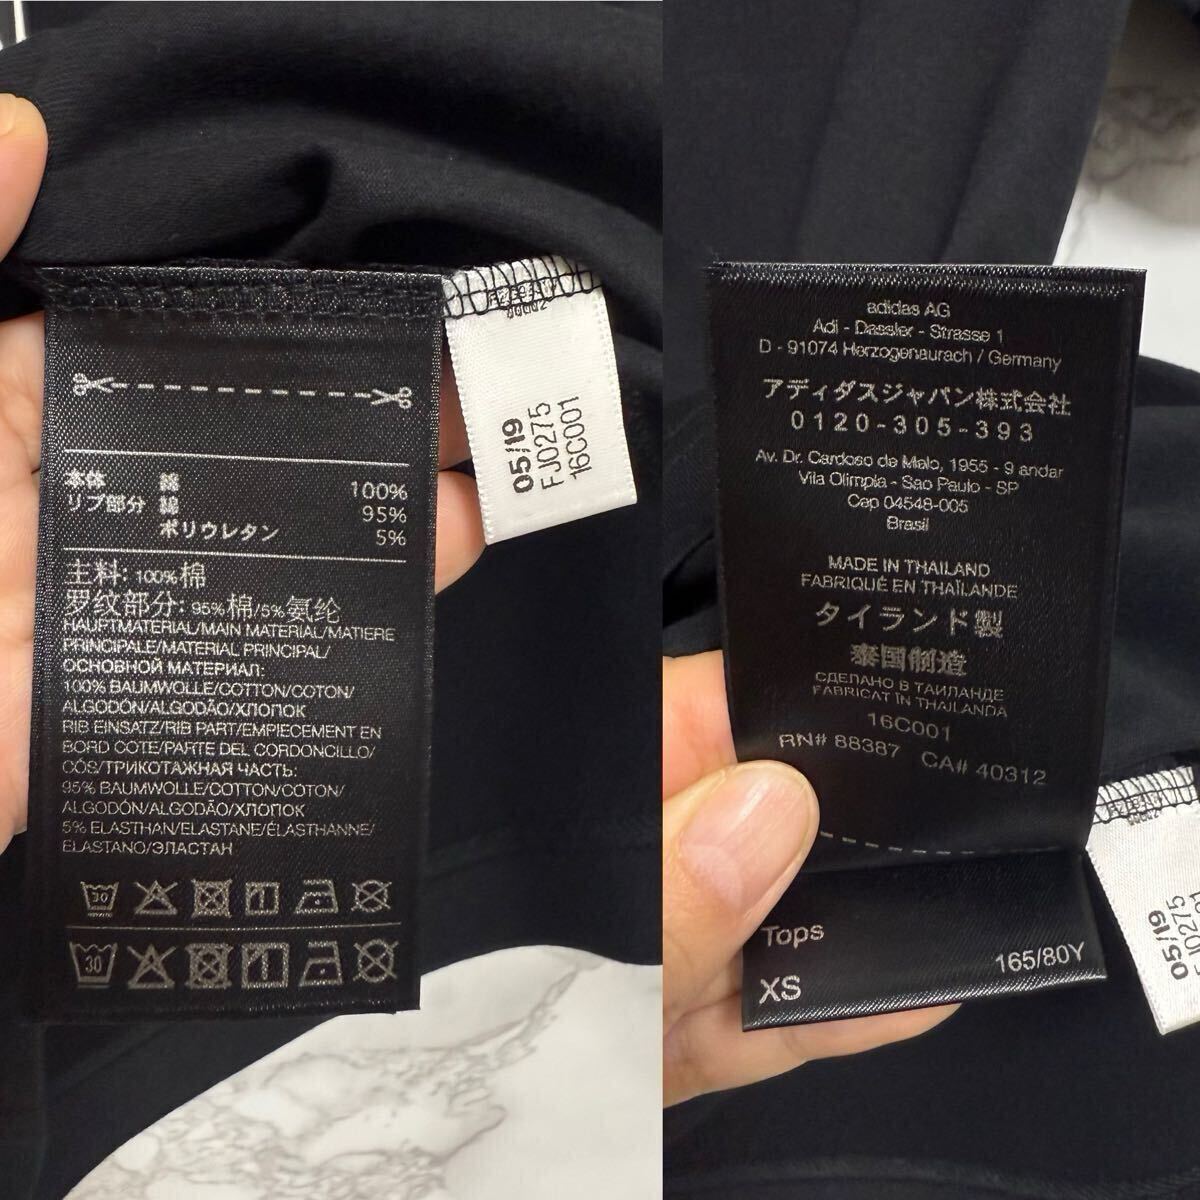 本体 綿 100%
リブ部分 綿 95%
ポリウレタン 5%
主料: 100%棉
罗纹部分: 95%棉/5%氨纶
HAUPTMATERIAL/MAIN MATERIAL/MATIERE
PRINCIPALE/MATERIAL PRINCIPAL/
ОСНОВНОЙ МАТЕРИАЛ:
100% BAUMWOLLE/COTTON/COTON/
ALGODÓN/ALGODÃO/ХЛОПОК
RIB EINSATZ/RIB PART/EMPIECEMENT EN
BORD COTE/PARTE DEL CORDONCILLO/
CÓS/ТРИКОТАЖНАЯ ЧАСТЬ:
95% BAUMWOLLE/COTTON/COTON/
ALGODÓN/ALGODÃO/ХЛОПОК
5% ELASTHAN/ELASTANE/ÉLASTHANNE/
ELASTANO/ЭЛАСТАН
30
30
05/19
FJ0275
16C001
adidas AG
Adi - Dassler - Strasse 1
D - 91074 Herzogenaurach / Germany
アディダスジャパン株式会社
0120-305-393
Av. Dr. Cardoso de Melo, 1955 - 9 andar
Vila Olimpia - Sao Paulo - SP
Cep 04548-005
Brasil
MADE IN THAILAND
FABRIQUÉ EN THAÏLANDE
タイランド製
泰国制造
СДЕЛАНО В ТАИЛАНДЕ
FABRICAT ÎN THAILANDA
16C001
RN# 88387 CA# 40312
Tops
XS 165/80Y
05/19